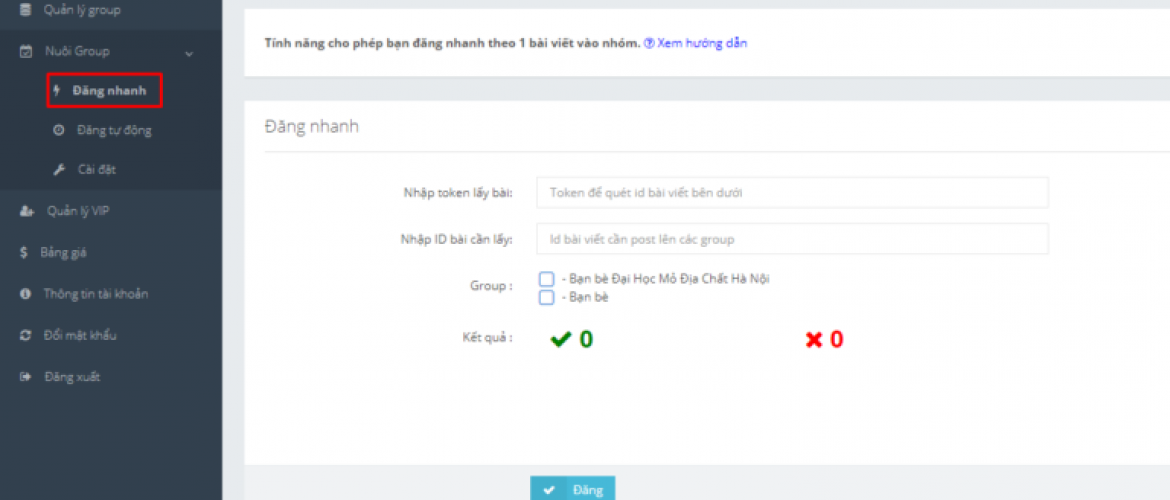 Quản lý group
Nuôi Group
Đăng nhanh
Đăng tự động
Cài đặt
Quản lý VIP
Bảng giá
Thông tin tài khoản
Đổi mật khẩu
Đăng xuất
Tính năng cho phép bạn đăng nhanh theo 1 bài viết vào nhóm. Xem hướng dẫn
Đăng nhanh
Nhập token lấy bài: Token để quét id bài viết bên dưới
Nhập ID bài cần lấy: Id bài viết cần post lên các group
Group : - Bạn bè Đại Học Mỏ Địa Chất Hà Nội
- Bạn bè
Kết quả : 0 0
Đăng